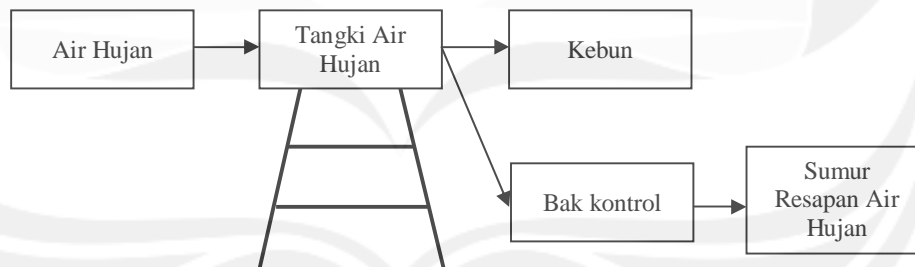 Air Hujan
Tangki Air
Hujan
Kebun
Bak kontrol
Sumur
Resapan Air
Hujan